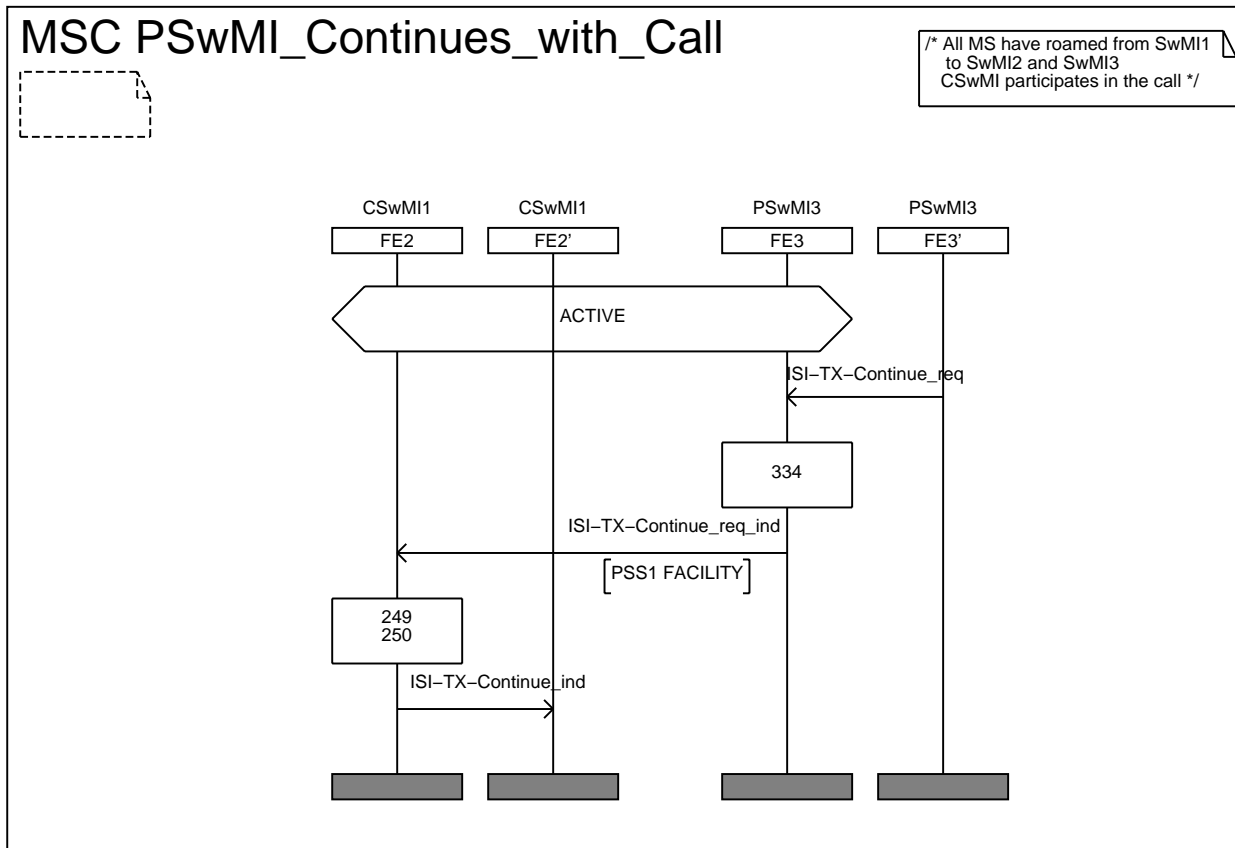 MSC PSwMI_Continues_with_Call
/* All MS have roamed from SwMI1
to SwMI2 and SwMI3
CSwMI participates in the call */
CSwMI1 CSwMI1 PSwMI3 PSwMI3
FE2 FE2' FE3 FE3'
ACTIVE
ISI−TX−Continue_req
334
ISI−TX−Continue_req_ind
PSS1 FACILITY
249
250
ISI−TX−Continue_ind